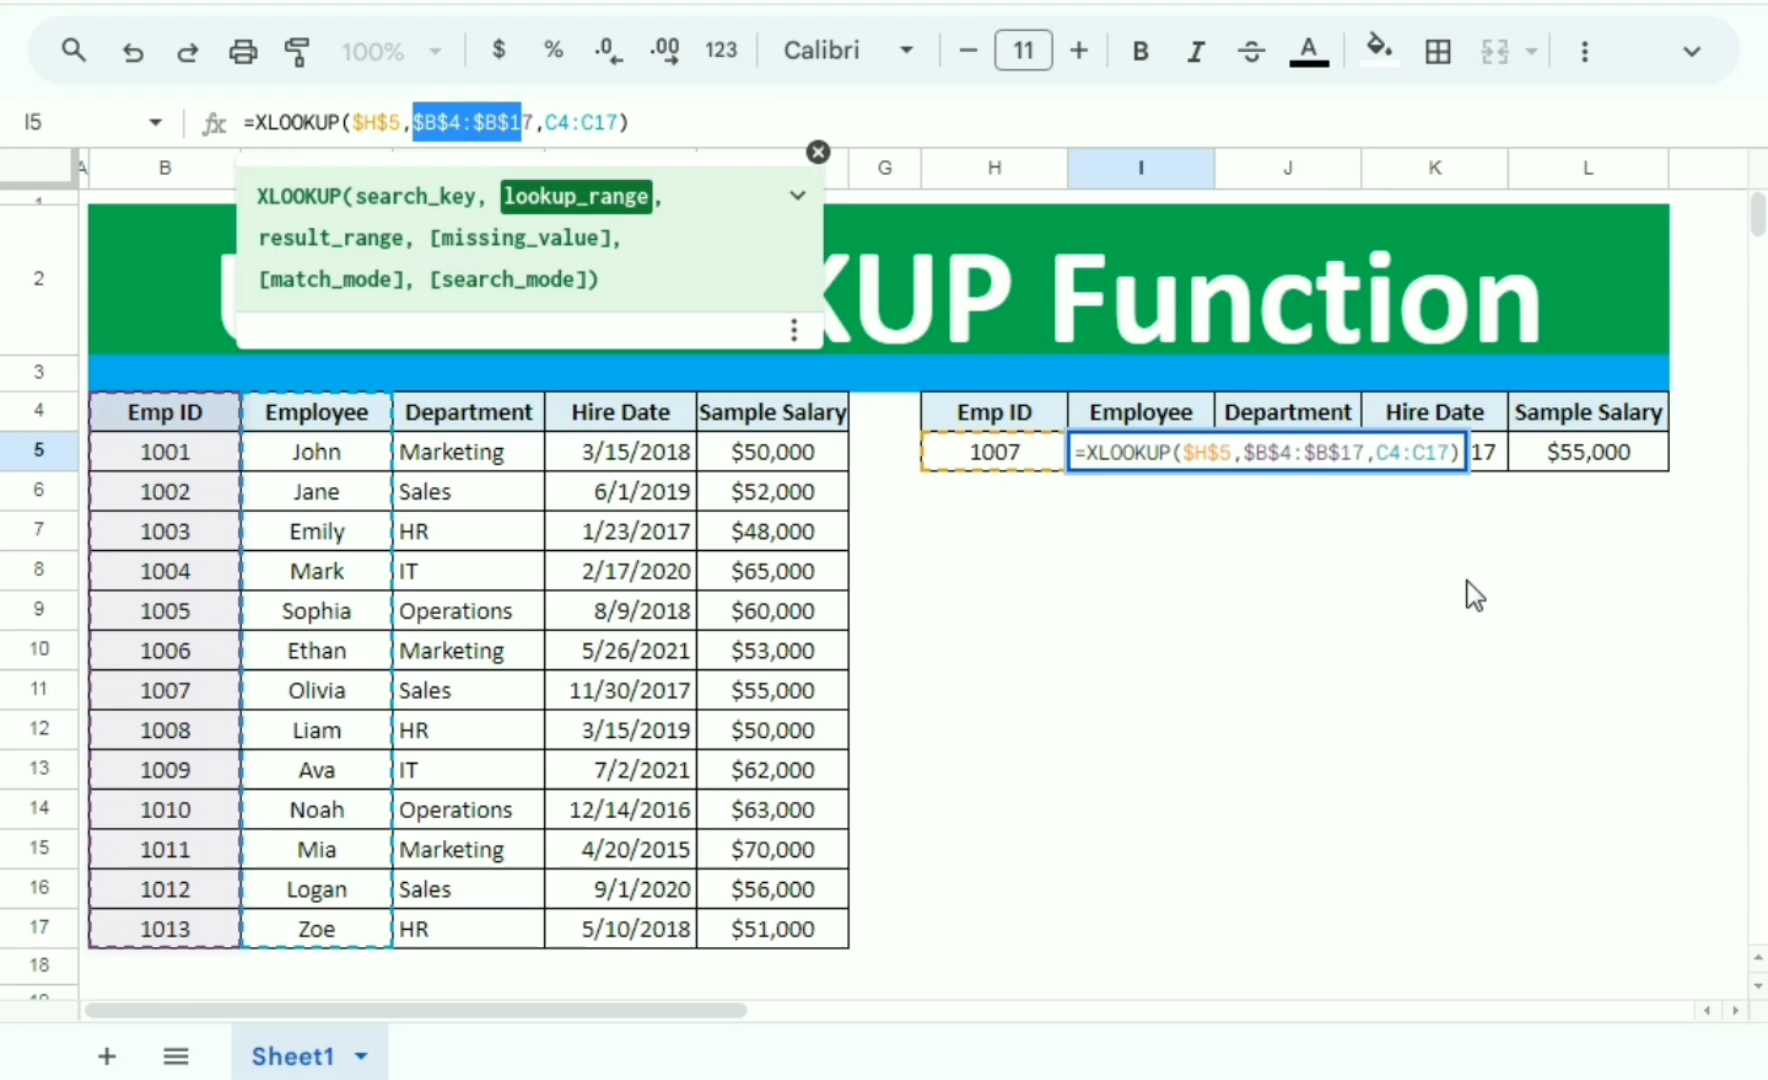 100% $ % .0 .00 123 Calibri 11 B I A
I5 fx =XLOOKUP($H$5,$B$4:$B$17,C4:C17)
A B G H I J K L
XLOOKUP(search_key, lookup_range,
result_range, [missing_value],
[match_mode], [search_mode])
2 KUP Function
3
4 Emp ID Employee Department Hire Date Sample Salary Emp ID Employee Department Hire Date Sample Salary
5 1001 John Marketing 3/15/2018 $50,000 1007 =XLOOKUP($H$5,$B$4:$B$17,C4:C17) 17 $55,000
6 1002 Jane Sales 6/1/2019 $52,000
7 1003 Emily HR 1/23/2017 $48,000
8 1004 Mark IT 2/17/2020 $65,000
9 1005 Sophia Operations 8/9/2018 $60,000
10 1006 Ethan Marketing 5/26/2021 $53,000
11 1007 Olivia Sales 11/30/2017 $55,000
12 1008 Liam HR 3/15/2019 $50,000
13 1009 Ava IT 7/2/2021 $62,000
14 1010 Noah Operations 12/14/2016 $63,000
15 1011 Mia Marketing 4/20/2015 $70,000
16 1012 Logan Sales 9/1/2020 $56,000
17 1013 Zoe HR 5/10/2018 $51,000
18
Sheet1